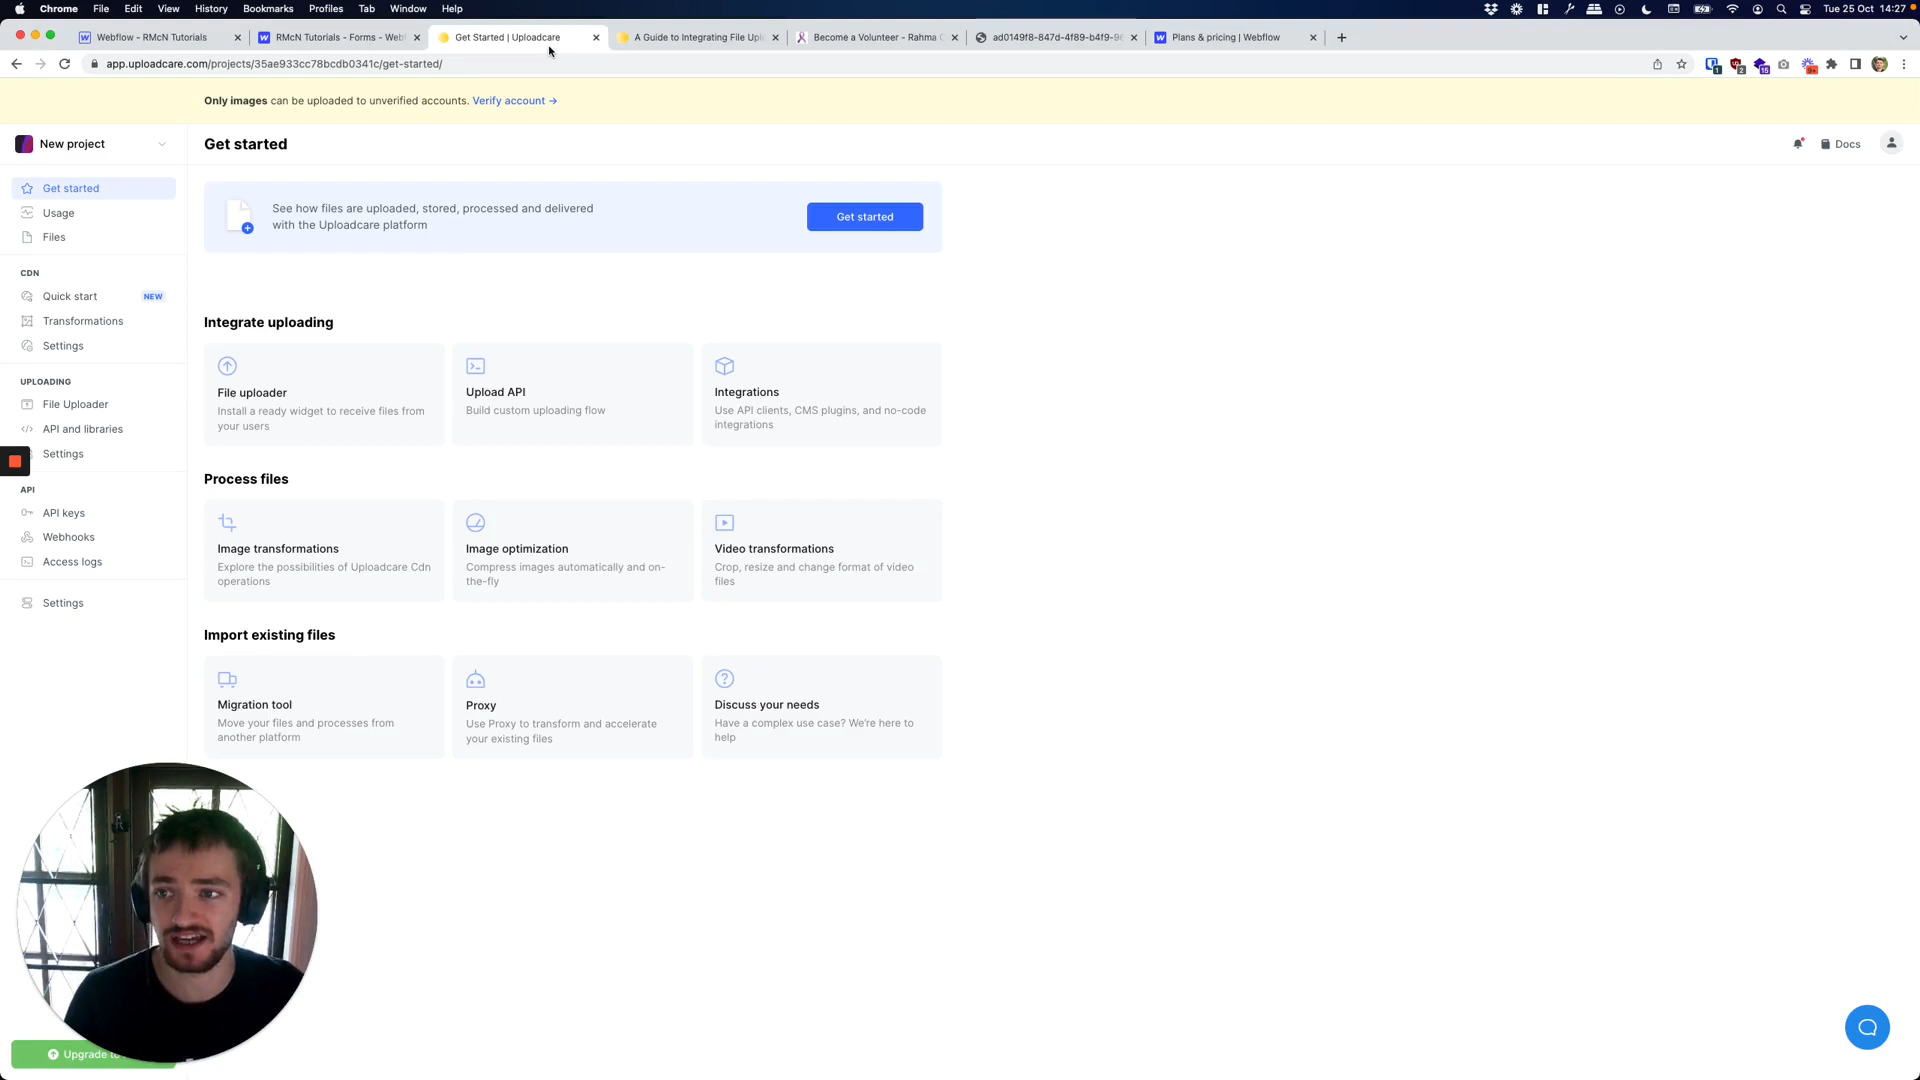 Chrome File Edit View History Bookmarks Profiles Tab Window Help Tue 25 Oct 14:27
Webflow - RMcN Tutorials RMcN Tutorials - Forms - Web Get Started | Uploadcare A Guide to Integrating File Upl Become a Volunteer - Rahma ad0149f8-847d-4f89-b4f9- Plans & pricing | Webflow
app.uploadcare.com/projects/35ae933cc78bcdb0341c/get-started/
Only images can be uploaded to unverified accounts. Verify account →
New project
Get started
Docs
Get started
Usage
Files
CDN
Quick start NEW
Transformations
Settings
UPLOADING
File Uploader
API and libraries
Settings
API
API keys
Webhooks
Access logs
Settings
See how files are uploaded, stored, processed and delivered
with the Uploadcare platform
Get started
Integrate uploading
File uploader
Install a ready widget to receive files from
your users
Upload API
Build custom uploading flow
Integrations
Use API clients, CMS plugins, and no-code
integrations
Process files
Image transformations
Explore the possibilities of Uploadcare Cdn
operations
Image optimization
Compress images automatically and on-
the-fly
Video transformations
Crop, resize and change format of video
files
Import existing files
Migration tool
Move your files and processes from
another platform
Proxy
Use Proxy to transform and accelerate
your existing files
Discuss your needs
Have a complex use case? We're here to
help
Upgrade